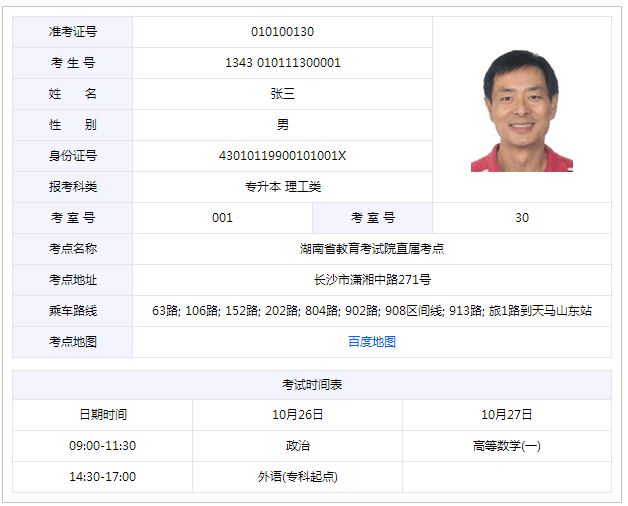 准考证号 010100130
考 生 号 1343 010111300001
姓 名 张三
性 别 男
身份证号 43010119900101001X
报考科类 专升本 理工类
考 室 号 001 考 室 号 30
考点名称 湖南省教育考试院直属考点
考点地址 长沙市潇湘中路271号
乘车路线 63路; 106路; 152路; 202路; 804路; 902路; 908区间线; 913路; 旅1路到天马山东站
考点地图 百度地图
考试时间表
日期时间 10月26日 10月27日
09:00-11:30 政治 高等数学(一)
14:30-17:00 外语(专科起点)